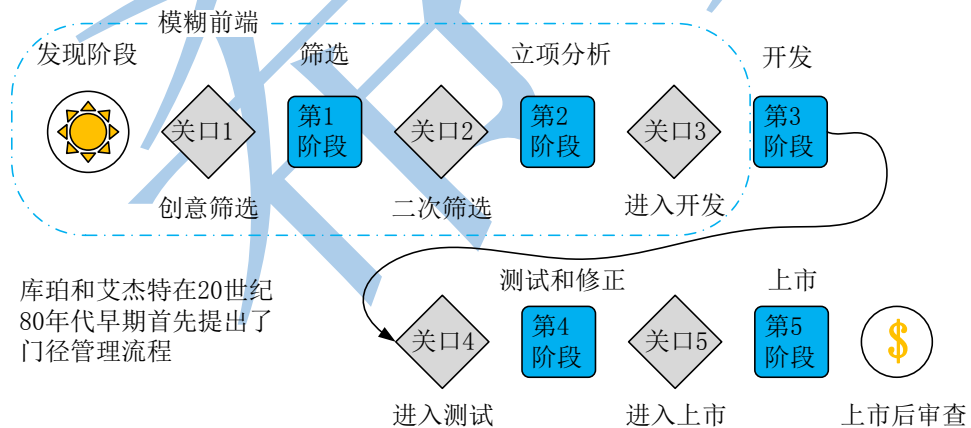 模糊前端
发现阶段
筛选
立项分析
开发
关口1
第1
阶段
关口2
第2
阶段
关口3
第3
阶段
创意筛选
二次筛选
进入开发
库珀和艾杰特在20世纪
80年代早期首先提出了
门径管理流程
测试和修正
上市
关口4
第4
阶段
关口5
第5
阶段
$
进入测试
进入上市
上市后审查